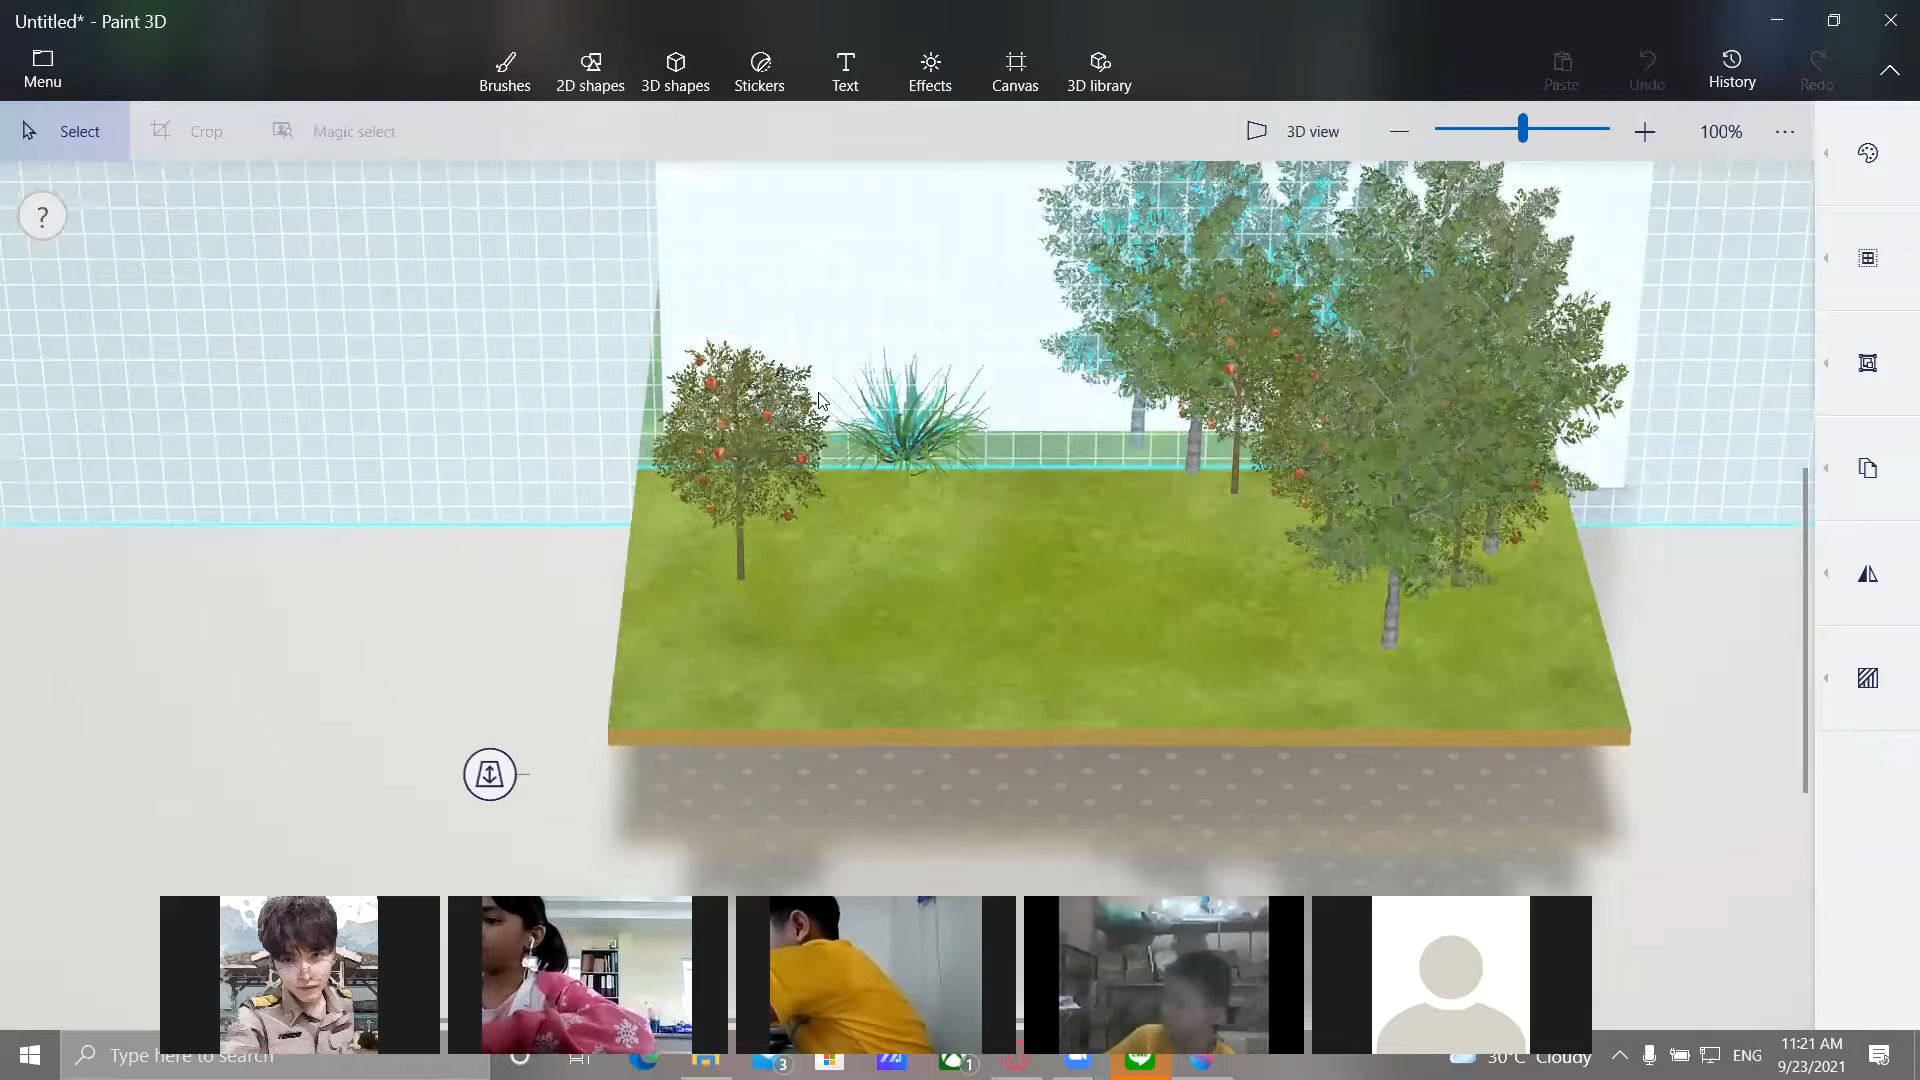 Untitled* - Paint 3D
Menu
Brushes
2D shapes
3D shapes
Stickers
Text
Effects
Canvas
3D library
Paste
Undo
History
Redo
Select
Crop
Magic select
3D view
100%
?
Type here to search
3
1
30°C Cloudy
ENG
11:21 AM
9/23/2021